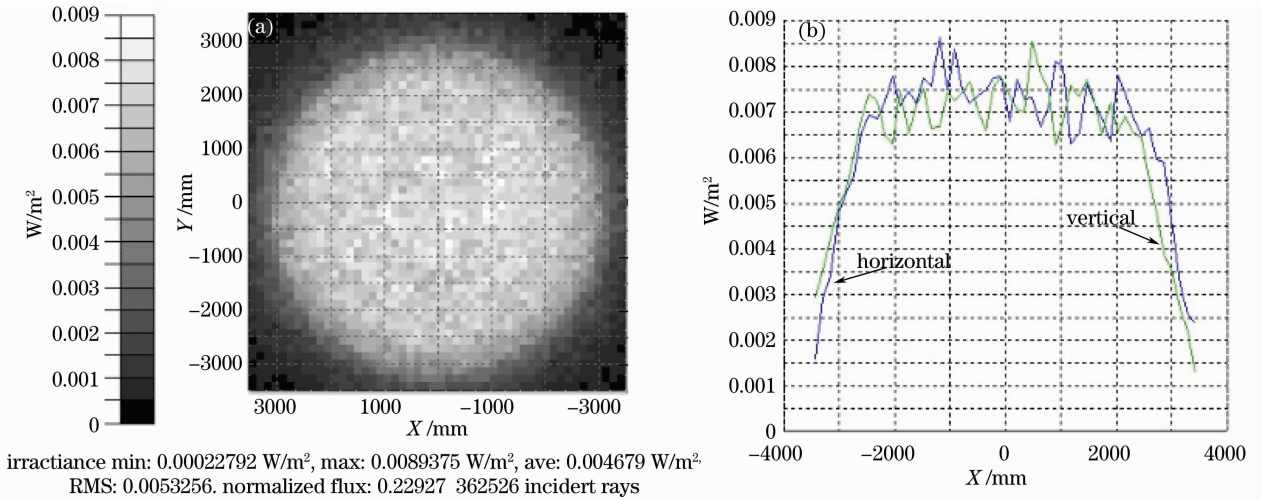 0.009
0.008
0.007
0.006
0.005
0.004
0.003
0.002
0.001
0
W/m²
(a)
3000
2000
1000
0
−1000
−2000
−3000
Y/mm
3000 1000 −1000 −3000
X/mm
irractiance min: 0.00022792 W/m², max: 0.0089375 W/m², ave: 0.004679 W/m²,
RMS: 0.0053256. normalized flux: 0.22927 362526 incidert rays
(b)
0.009
0.008
0.007
0.006
0.005
0.004
0.003
0.002
0.001
0
W/m²
vertical
horizontal
−4000 −2000 0 2000 4000
X/mm